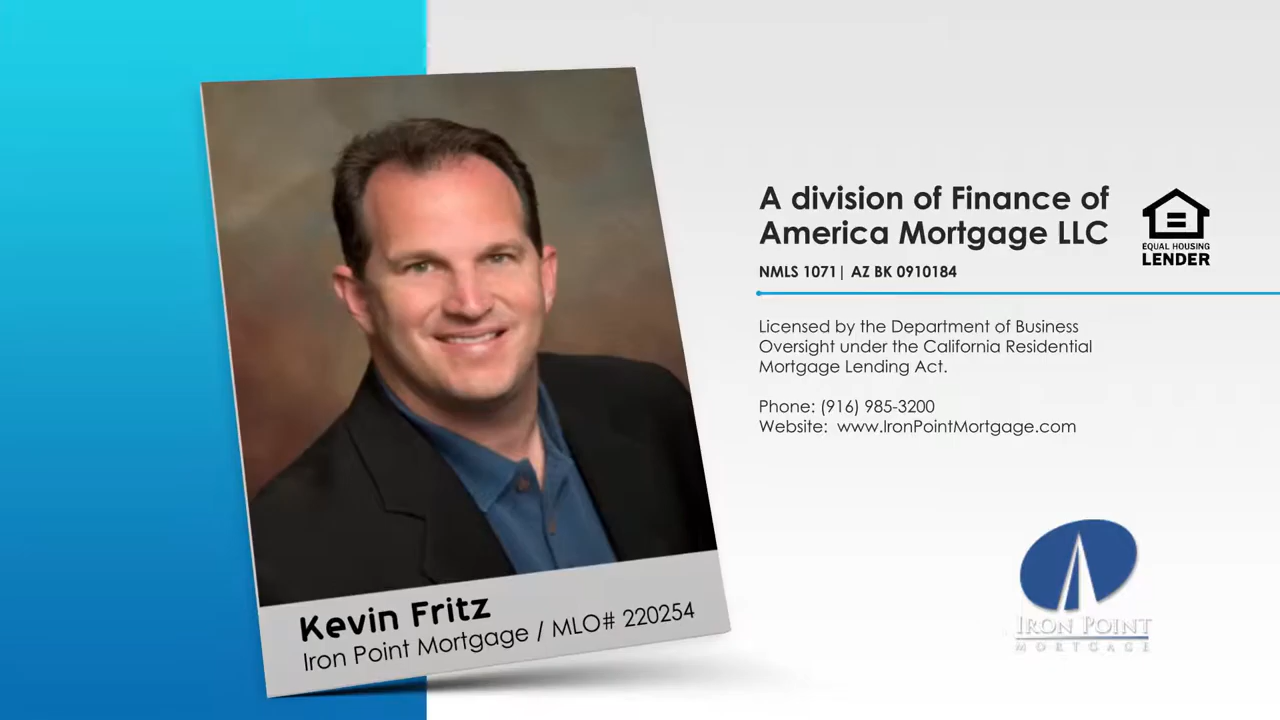 A division of Finance of
America Mortgage LLC
EQUAL HOUSING
LENDER
NMLS 1071| AZ BK 0910184
Licensed by the Department of Business
Oversight under the California Residential
Mortgage Lending Act.
Phone: (916) 985-3200
Website: www.IronPointMortgage.com
Kevin Fritz
Iron Point Mortgage / MLO# 220254
IRON POINT
MORTGAGE